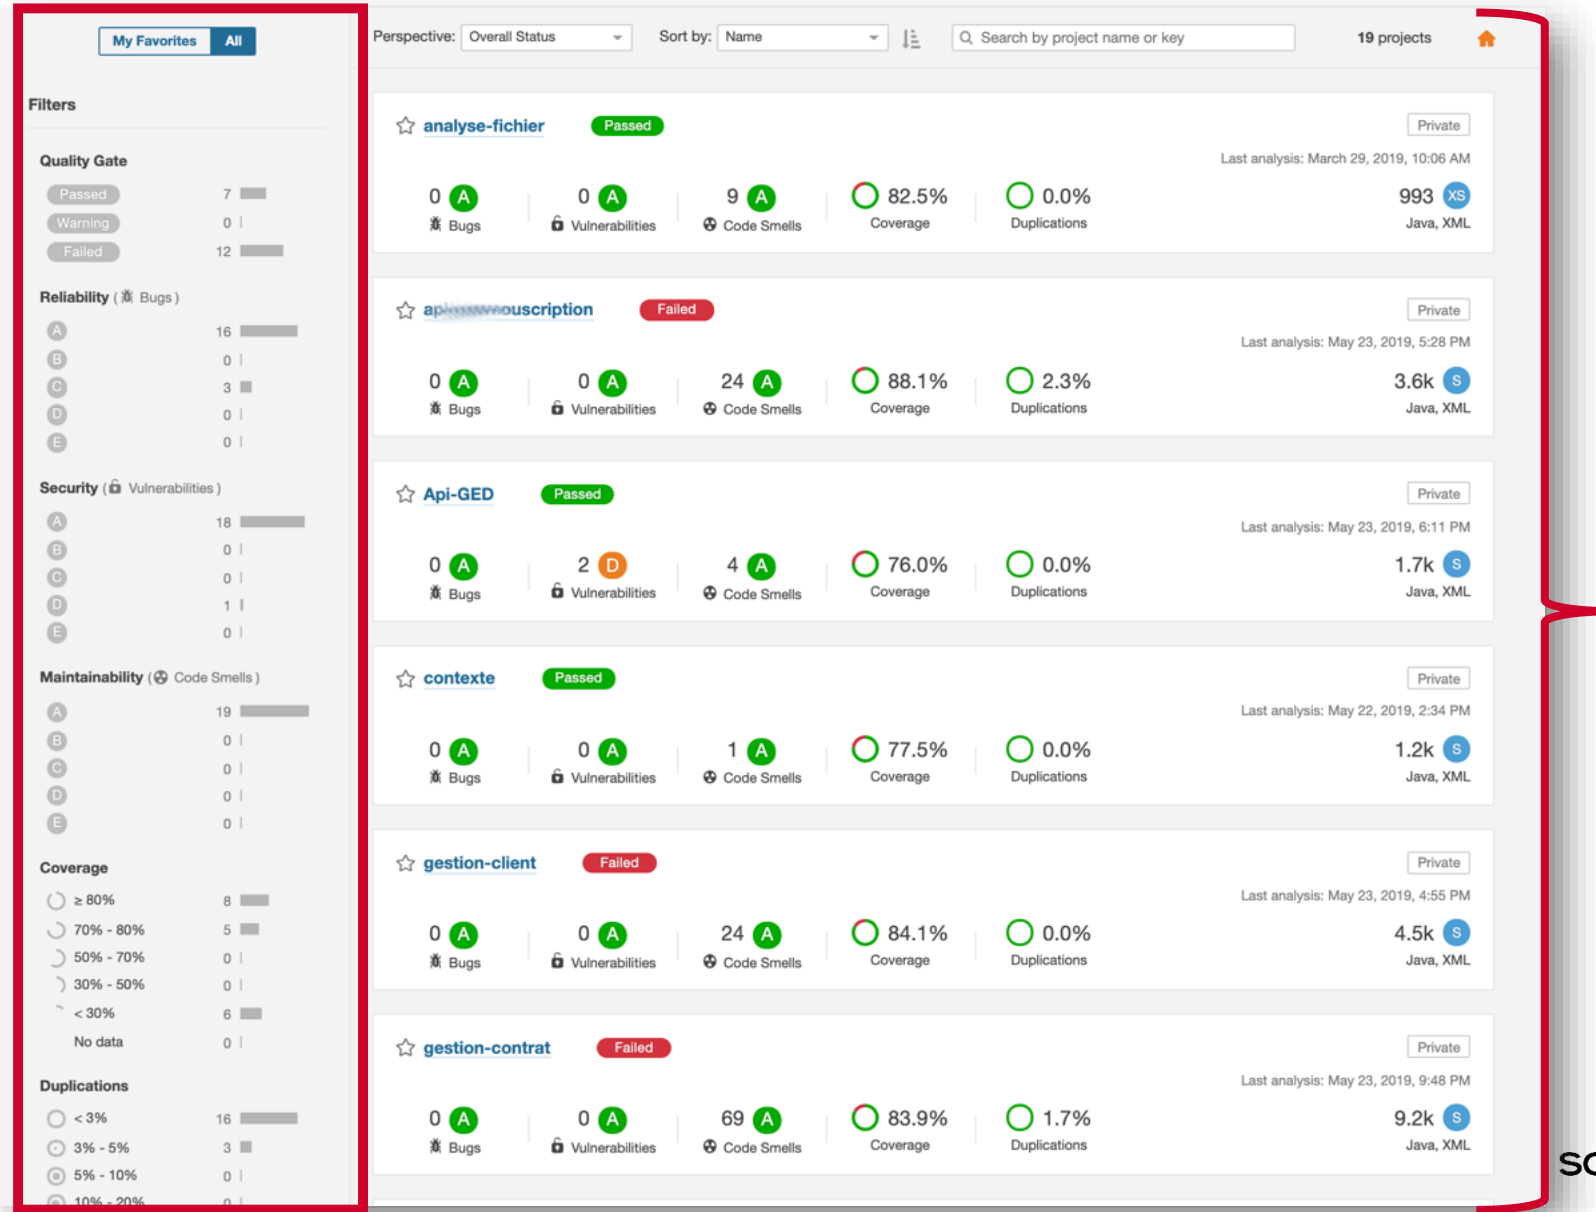 My Favorites All
Filters
Quality Gate
Passed 7
Warning 0
Failed 12
Reliability ( Bugs )
A 16
B 0
C 3
D 0
E 0
Security ( Vulnerabilities )
A 18
B 0
C 0
D 1
E 0
Maintainability ( Code Smells )
A 19
B 0
C 0
D 0
E 0
Coverage
≥ 80% 8
70% - 80% 5
50% - 70% 0
30% - 50% 0
< 30% 6
No data 0
Duplications
< 3% 16
3% - 5% 3
5% - 10% 0
10% - 20% 0
Perspective: Overall Status Sort by: Name Search by project name or key 19 projects
analyse-fichier Passed Private
Last analysis: March 29, 2019, 10:06 AM
0 A 0 A 9 A 82.5% 0.0% 993 XS
Bugs Vulnerabilities Code Smells Coverage Duplications Java, XML
Failed Private
Last analysis: May 23, 2019, 5:28 PM
0 A 0 A 24 A 88.1% 2.3% 3.6k S
Bugs Vulnerabilities Code Smells Coverage Duplications Java, XML
Api-GED Passed Private
Last analysis: May 23, 2019, 6:11 PM
0 A 2 D 4 A 76.0% 0.0% 1.7k S
Bugs Vulnerabilities Code Smells Coverage Duplications Java, XML
contexte Passed Private
Last analysis: May 22, 2019, 2:34 PM
0 A 0 A 1 A 77.5% 0.0% 1.2k S
Bugs Vulnerabilities Code Smells Coverage Duplications Java, XML
gestion-client Failed Private
Last analysis: May 23, 2019, 4:55 PM
0 A 0 A 24 A 84.1% 0.0% 4.5k S
Bugs Vulnerabilities Code Smells Coverage Duplications Java, XML
gestion-contrat Failed Private
Last analysis: May 23, 2019, 9:48 PM
0 A 0 A 69 A 83.9% 1.7% 9.2k S
Bugs Vulnerabilities Code Smells Coverage Duplications Java, XML